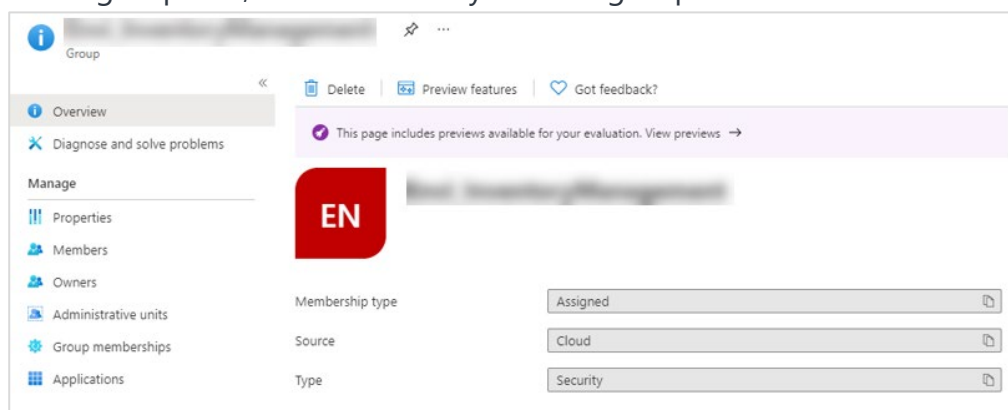 Group
Delete
Preview features
Got feedback?
Overview
This page includes previews available for your evaluation. View previews →
Diagnose and solve problems
Manage
EN
Properties
Members
Owners
Administrative units
Group memberships
Applications
Membership type
Assigned
Source
Cloud
Type
Security